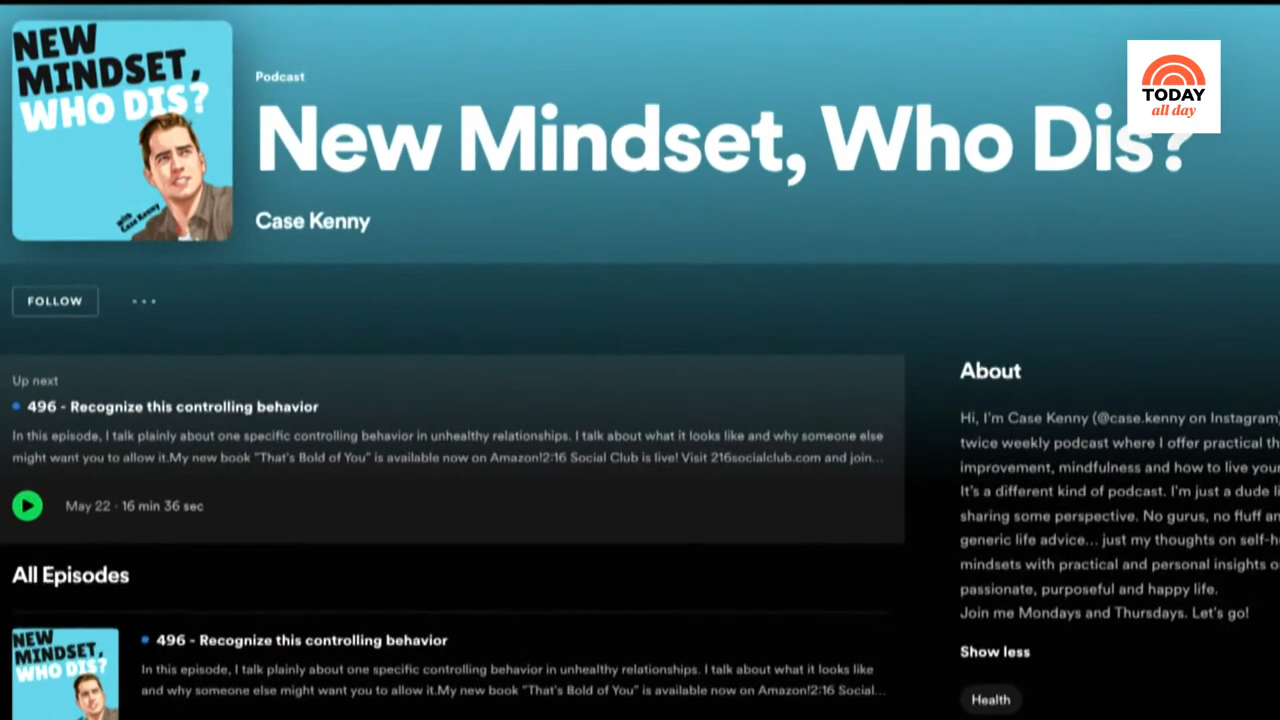 NEW
MINDSET,
WHO DIS?
with
Case Kenny
Podcast
New Mindset, Who Dis?
Case Kenny
TODAY
all day
FOLLOW
Up next
496 - Recognize this controlling behavior
In this episode, I talk plainly about one specific controlling behavior in unhealthy relationships. I talk about what it looks like and why someone else
might want you to allow it.My new book "That's Bold of You" is available now on Amazon!2:16 Social Club is live! Visit 216socialclub.com and join...
May 22 · 16 min 36 sec
All Episodes
NEW
MINDSET,
WHO DIS?
496 - Recognize this controlling behavior
In this episode, I talk plainly about one specific controlling behavior in unhealthy relationships. I talk about what it looks like
and why someone else might want you to allow it.My new book "That's Bold of You" is available now on Amazon!2:16 Social...
About
Hi, I'm Case Kenny (@case.kenny on Instagram)
twice weekly podcast where I offer practical th
improvement, mindfulness and how to live your
It's a different kind of podcast. I'm just a dude li
sharing some perspective. No gurus, no fluff an
generic life advice... just my thoughts on self-h
mindsets with practical and personal insights o
passionate, purposeful and happy life.
Join me Mondays and Thursdays. Let's go!
Show less
Health